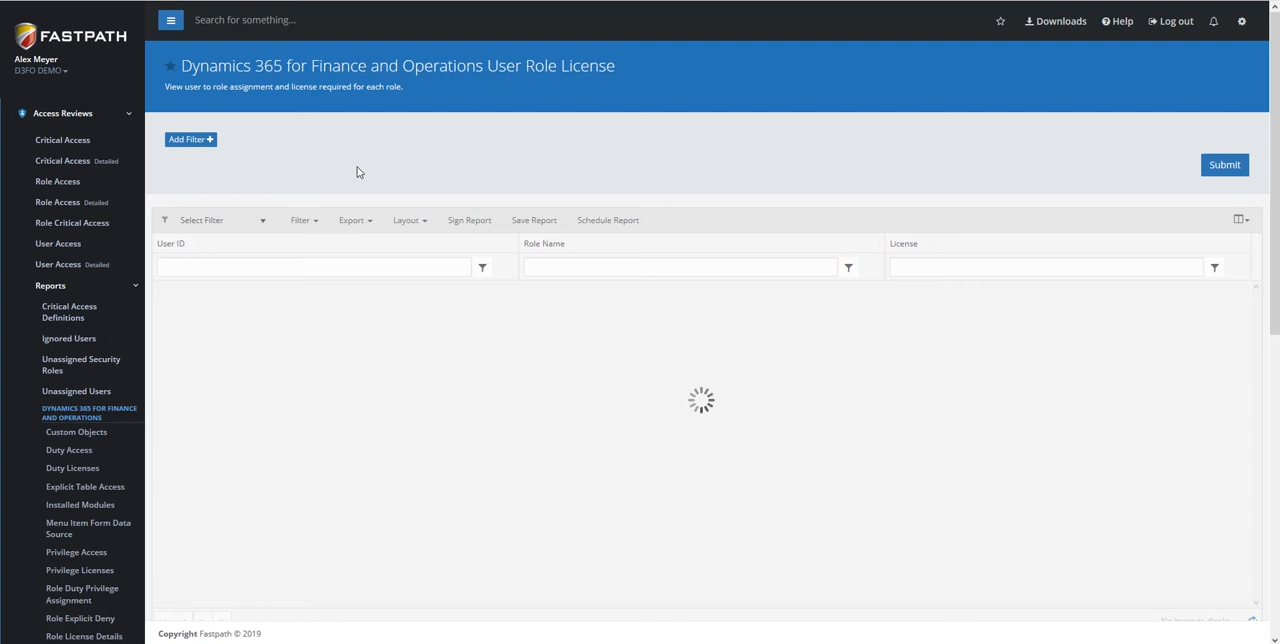 FASTPATH
Alex Meyer
D3FO DEMO
Search for something...
Downloads
Help
Log out
Dynamics 365 for Finance and Operations User Role License
View user to role assignment and license required for each role.
Access Reviews
Critical Access
Critical Access Detailed
Role Access
Role Access Detailed
Role Critical Access
User Access
User Access Detailed
Reports
Critical Access
Definitions
Ignored Users
Unassigned Security
Roles
Unassigned Users
DYNAMICS 365 FOR FINANCE
AND OPERATIONS
Custom Objects
Duty Access
Duty Licenses
Explicit Table Access
Installed Modules
Menu Item Form Data
Source
Privilege Access
Privilege Licenses
Role Duty Privilege
Assignment
Role Explicit Deny
Role License Details
Add Filter +
Submit
Select Filter
Filter
Export
Layout
Sign Report
Save Report
Schedule Report
User ID
Role Name
License
No items to display
Copyright Fastpath © 2019